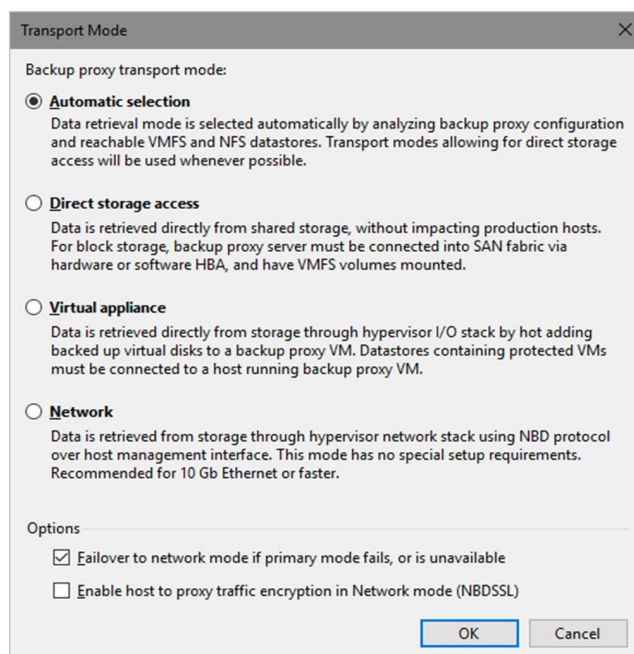 Transport Mode
Backup proxy transport mode:
Automatic selection
Data retrieval mode is selected automatically by analyzing backup proxy configuration
and reachable VMFS and NFS datastores. Transport modes allowing for direct storage
access will be used whenever possible.
Direct storage access
Data is retrieved directly from shared storage, without impacting production hosts.
For block storage, backup proxy server must be connected into SAN fabric via
hardware or software HBA, and have VMFS volumes mounted.
Virtual appliance
Data is retrieved directly from storage through hypervisor I/O stack by hot adding
backed up virtual disks to a backup proxy VM. Datastores containing protected VMs
must be connected to a host running backup proxy VM.
Network
Data is retrieved from storage through hypervisor network stack using NBD protocol
over host management interface. This mode has no special setup requirements.
Recommended for 10 Gb Ethernet or faster.
Options
Failover to network mode if primary mode fails, or is unavailable
Enable host to proxy traffic encryption in Network mode (NBDSSL)
OK Cancel